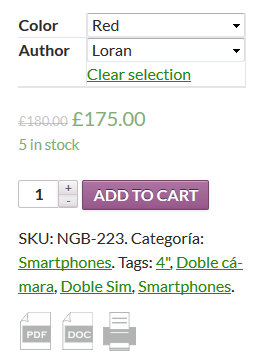 Color Red
Author Loran
Clear selection
£180.00 £175.00
5 in stock
1 + - ADD TO CART
SKU: NGB-223. Categoría:
Smartphones. Tags: 4", Doble cá-
mara, Doble Sim, Smartphones.
PDF DOC